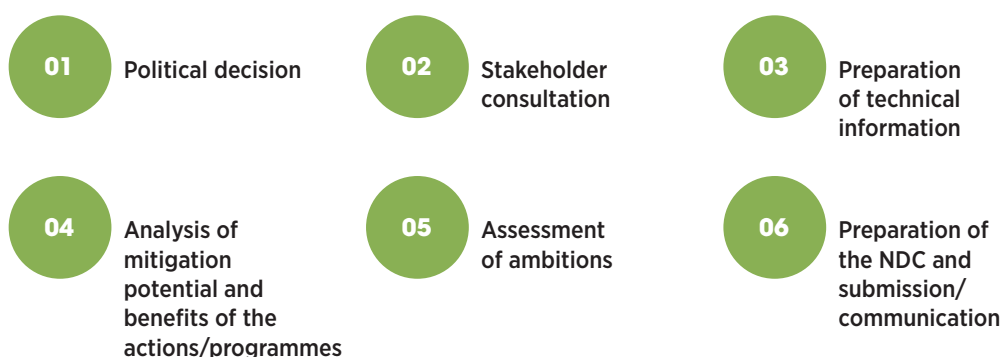 01
Political decision
02
Stakeholder
consultation
03
Preparation
of technical
information
04
Analysis of
mitigation
potential and
benefits of the
actions/programmes
05
Assessment
of ambitions
06
Preparation of
the NDC and
submission/
communication